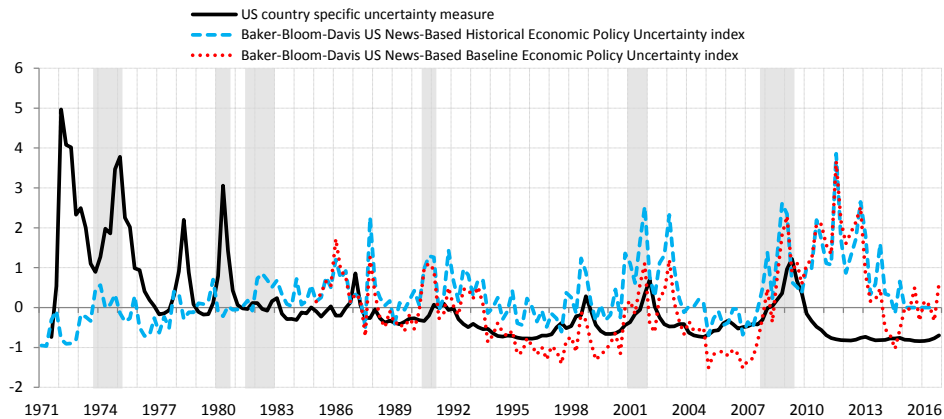 US country specific uncertainty measure
Baker-Bloom-Davis US News-Based Historical Economic Policy Uncertainty index
Baker-Bloom-Davis US News-Based Baseline Economic Policy Uncertainty index
6
5
4
3
2
1
0
-1
-2
1971 1974 1977 1980 1983 1986 1989 1992 1995 1998 2001 2004 2007 2010 2013 2016